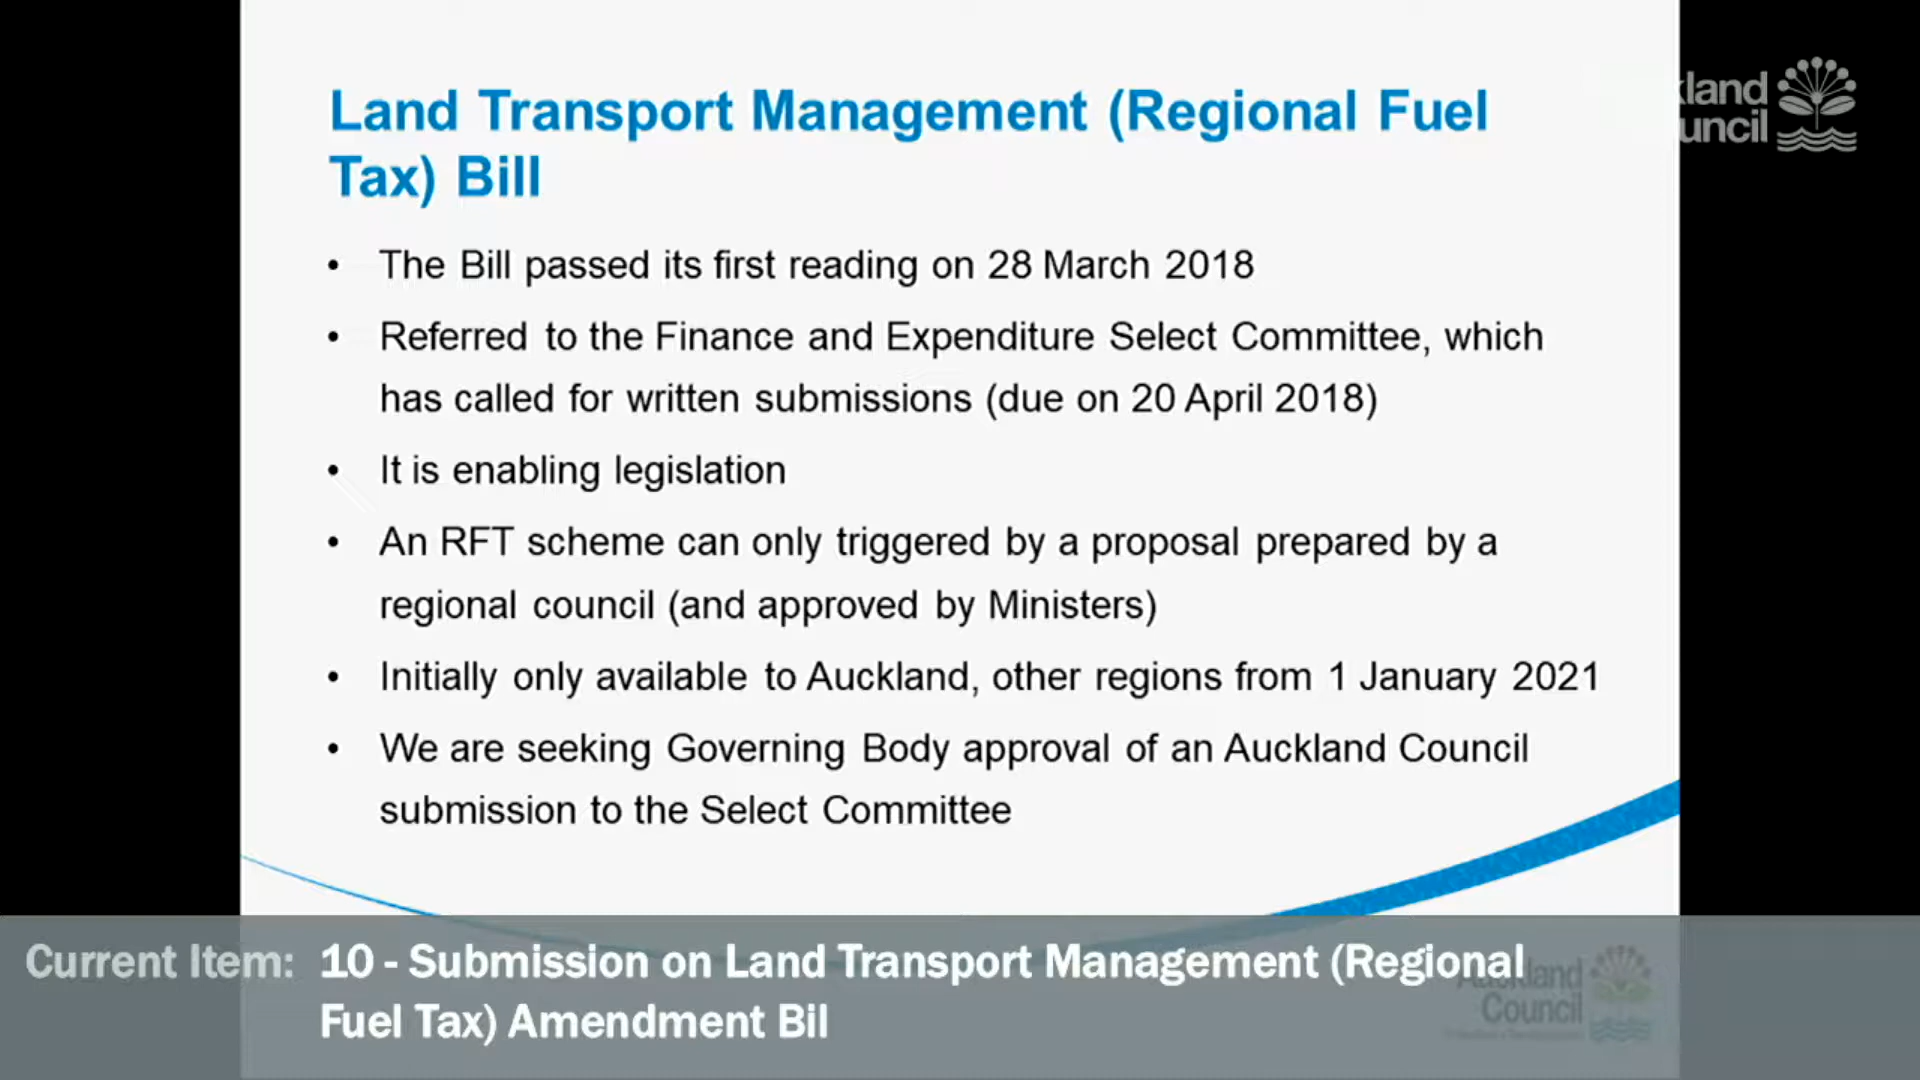 Land Transport Management (Regional Fuel
Tax) Bill
land
uncil
• The Bill passed its first reading on 28 March 2018
• Referred to the Finance and Expenditure Select Committee, which
has called for written submissions (due on 20 April 2018)
• It is enabling legislation
• An RFT scheme can only triggered by a proposal prepared by a
regional council (and approved by Ministers)
• Initially only available to Auckland, other regions from 1 January 2021
• We are seeking Governing Body approval of an Auckland Council
submission to the Select Committee
Current Item: 10 - Submission on Land Transport Management (Regional
Fuel Tax) Amendment Bil
Auckland
Council